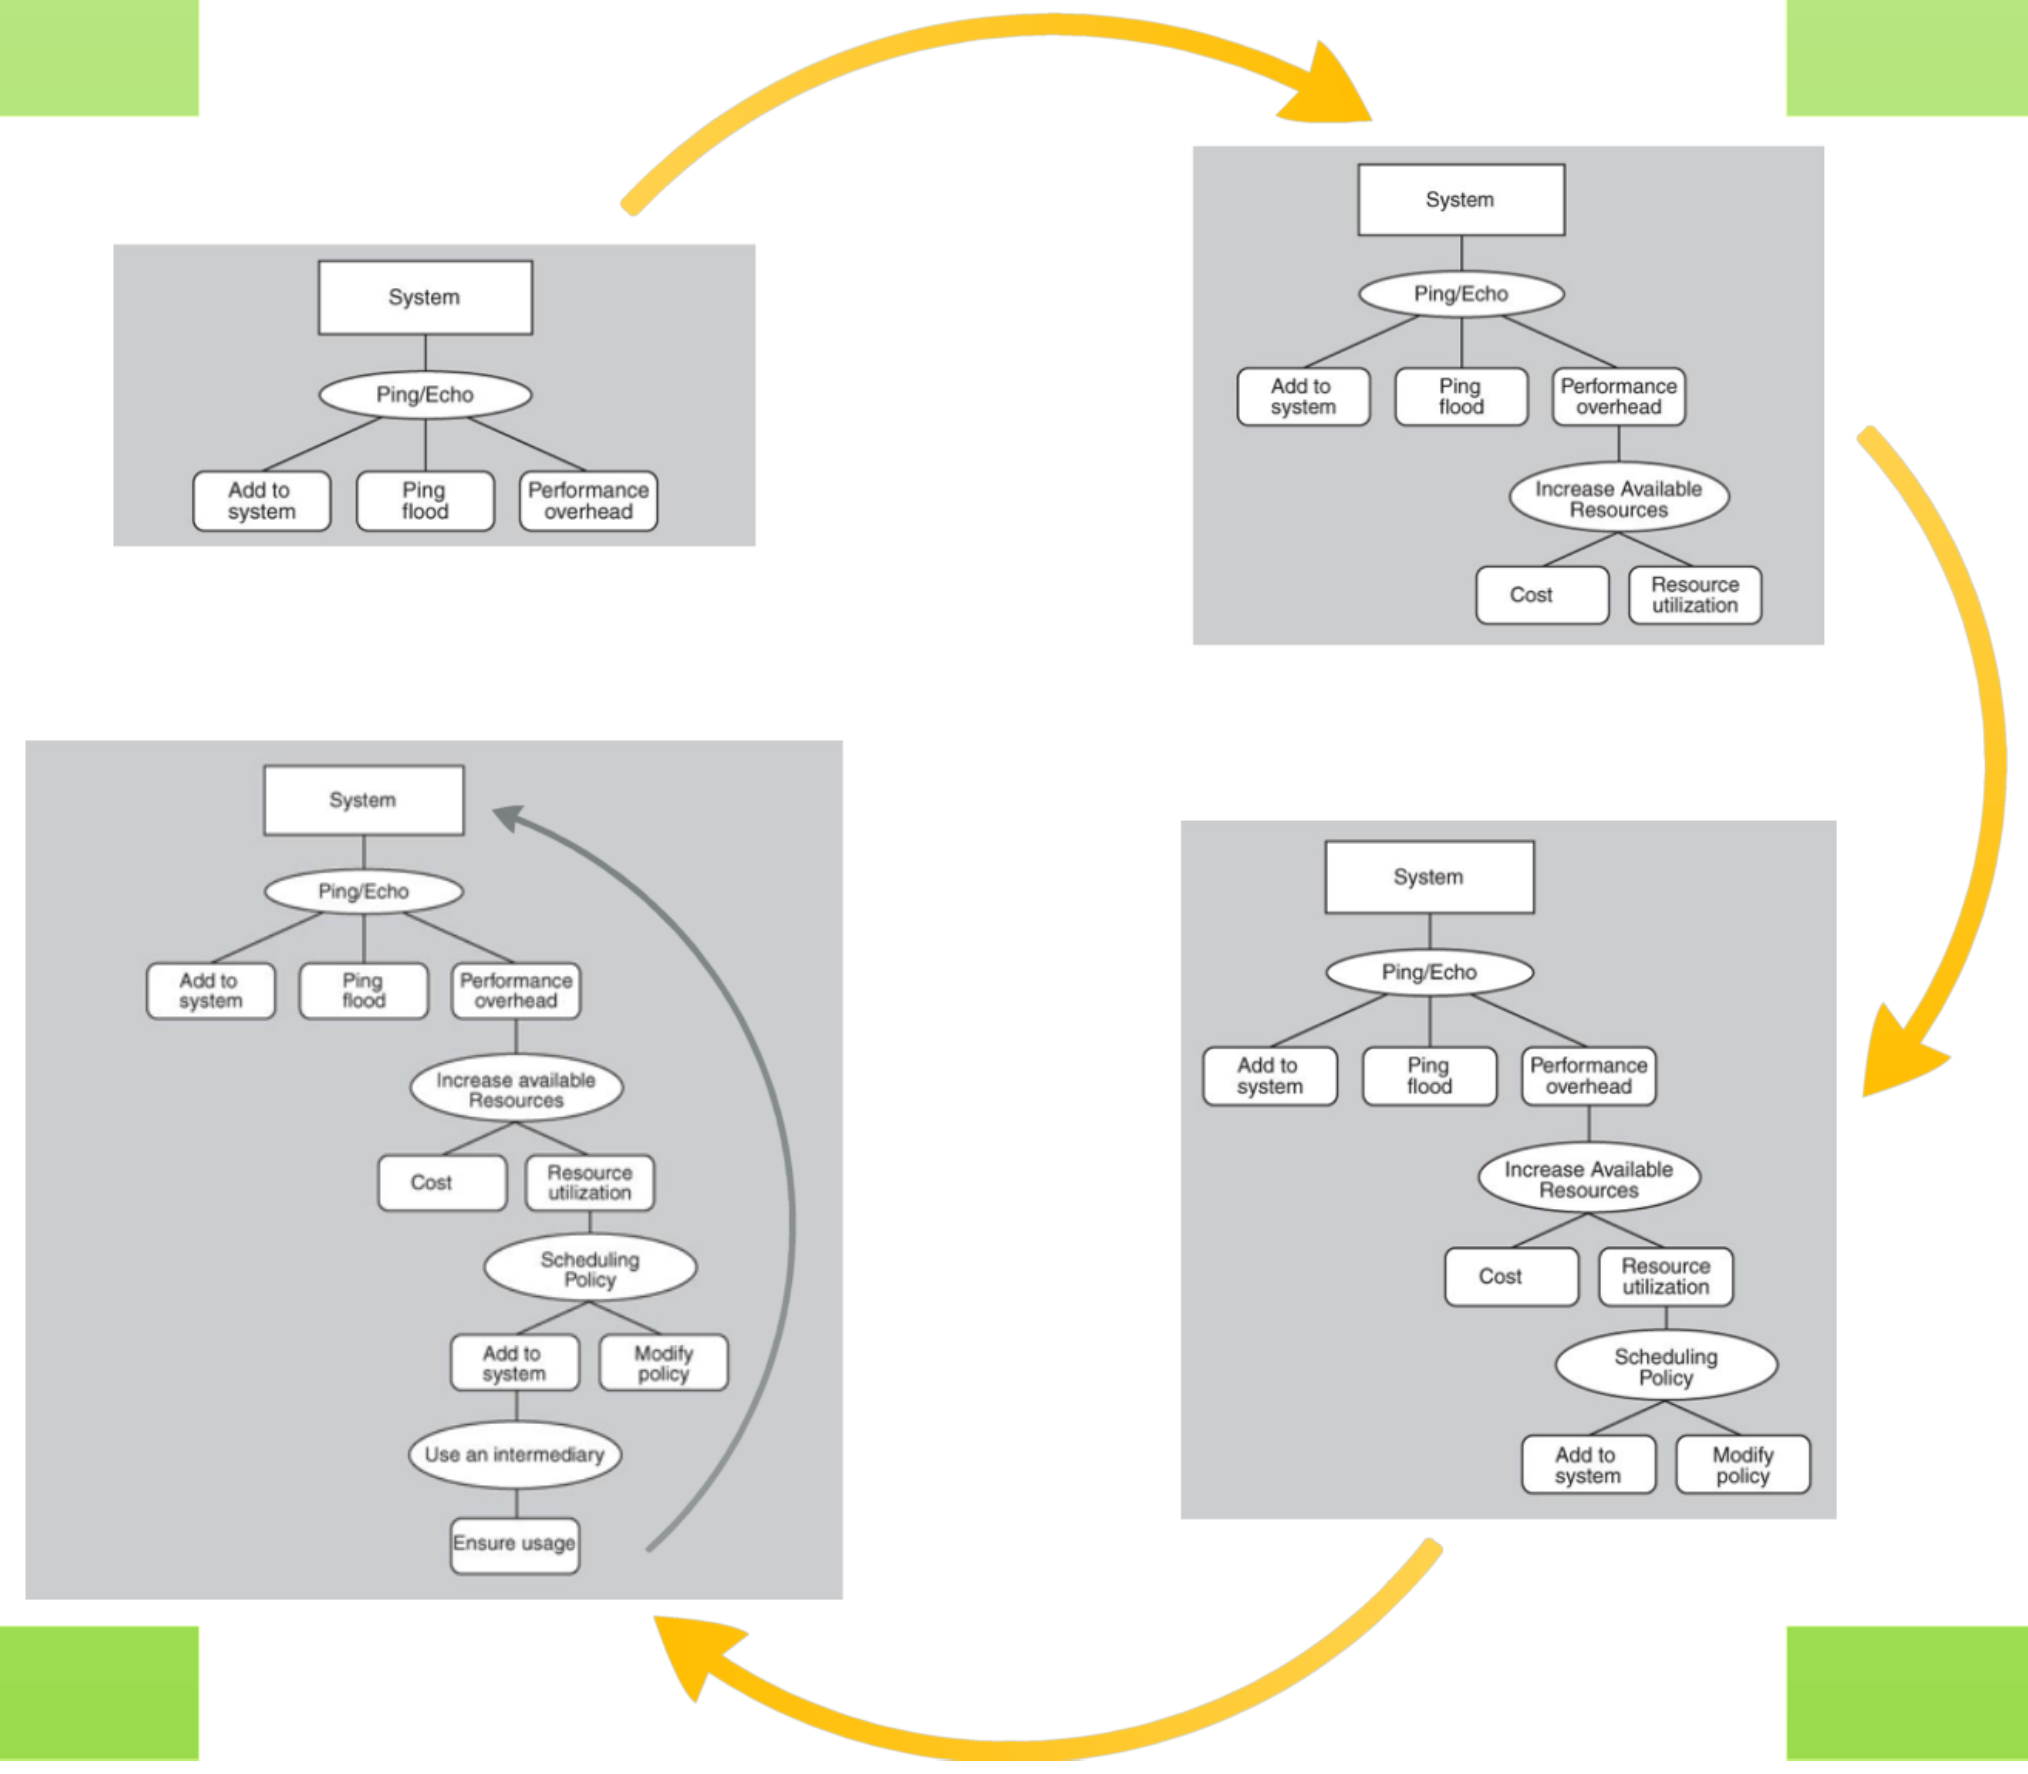 System
Ping/Echo
Add to
system
Ping
flood
Performance
overhead
System
Ping/Echo
Add to
system
Ping
flood
Performance
overhead
Increase Available
Resources
Cost
Resource
utilization
System
Ping/Echo
Add to
system
Ping
flood
Performance
overhead
Increase available
Resources
Cost
Resource
utilization
Scheduling
Policy
Add to
system
Modify
policy
Use an intermediary
Ensure usage
System
Ping/Echo
Add to
system
Ping
flood
Performance
overhead
Increase Available
Resources
Cost
Resource
utilization
Scheduling
Policy
Add to
system
Modify
policy